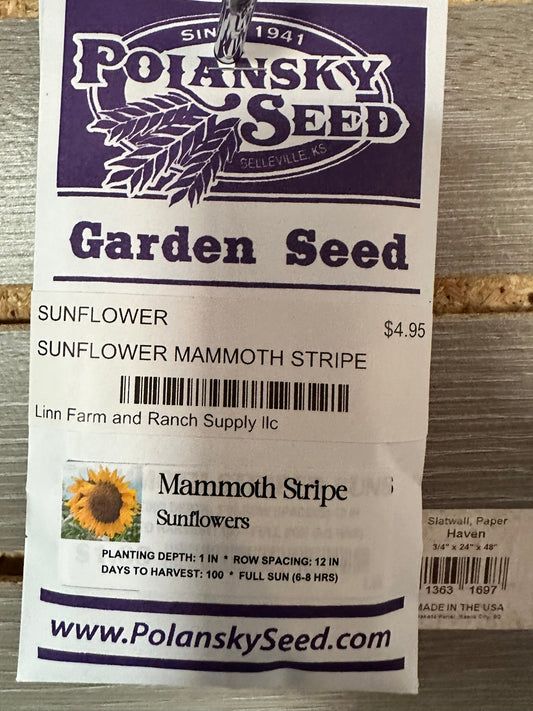 SINCE 1941
POLANSKY
SEED
BELLEVILLE, KS
Garden Seed
SUNFLOWER
$4.95
SUNFLOWER MAMMOTH STRIPE
Linn Farm and Ranch Supply llc
Mammoth Stripe
Sunflowers
PLANTING DEPTH: 1 IN * ROW SPACING: 12 IN
DAYS TO HARVEST: 100 * FULL SUN (6-8 HRS)
www.PolanskySeed.com
Slatwall, Paper
Haven
3/4" x 24" x 48"
1363 1697
MADE IN THE USA